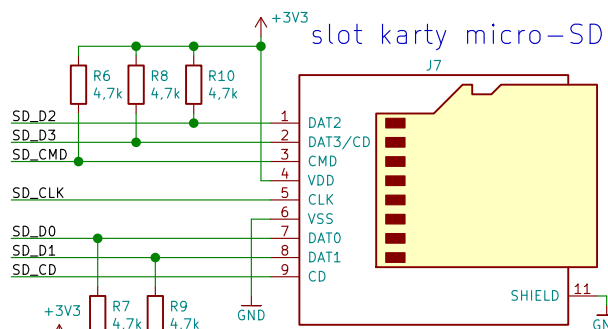 +3V3
slot karty micro-SD
J7
R6
4,7k
R8
4,7k
R10
4,7k
SD_D2
1
DAT2
SD_D3
2
DAT3/CD
SD_CMD
3
CMD
4
VDD
SD_CLK
5
CLK
6
VSS
SD_D0
7
DAT0
SD_D1
8
DAT1
SD_CD
9
CD
SHIELD
11
+3V3
R7
4,7k
R9
4,7k
GND